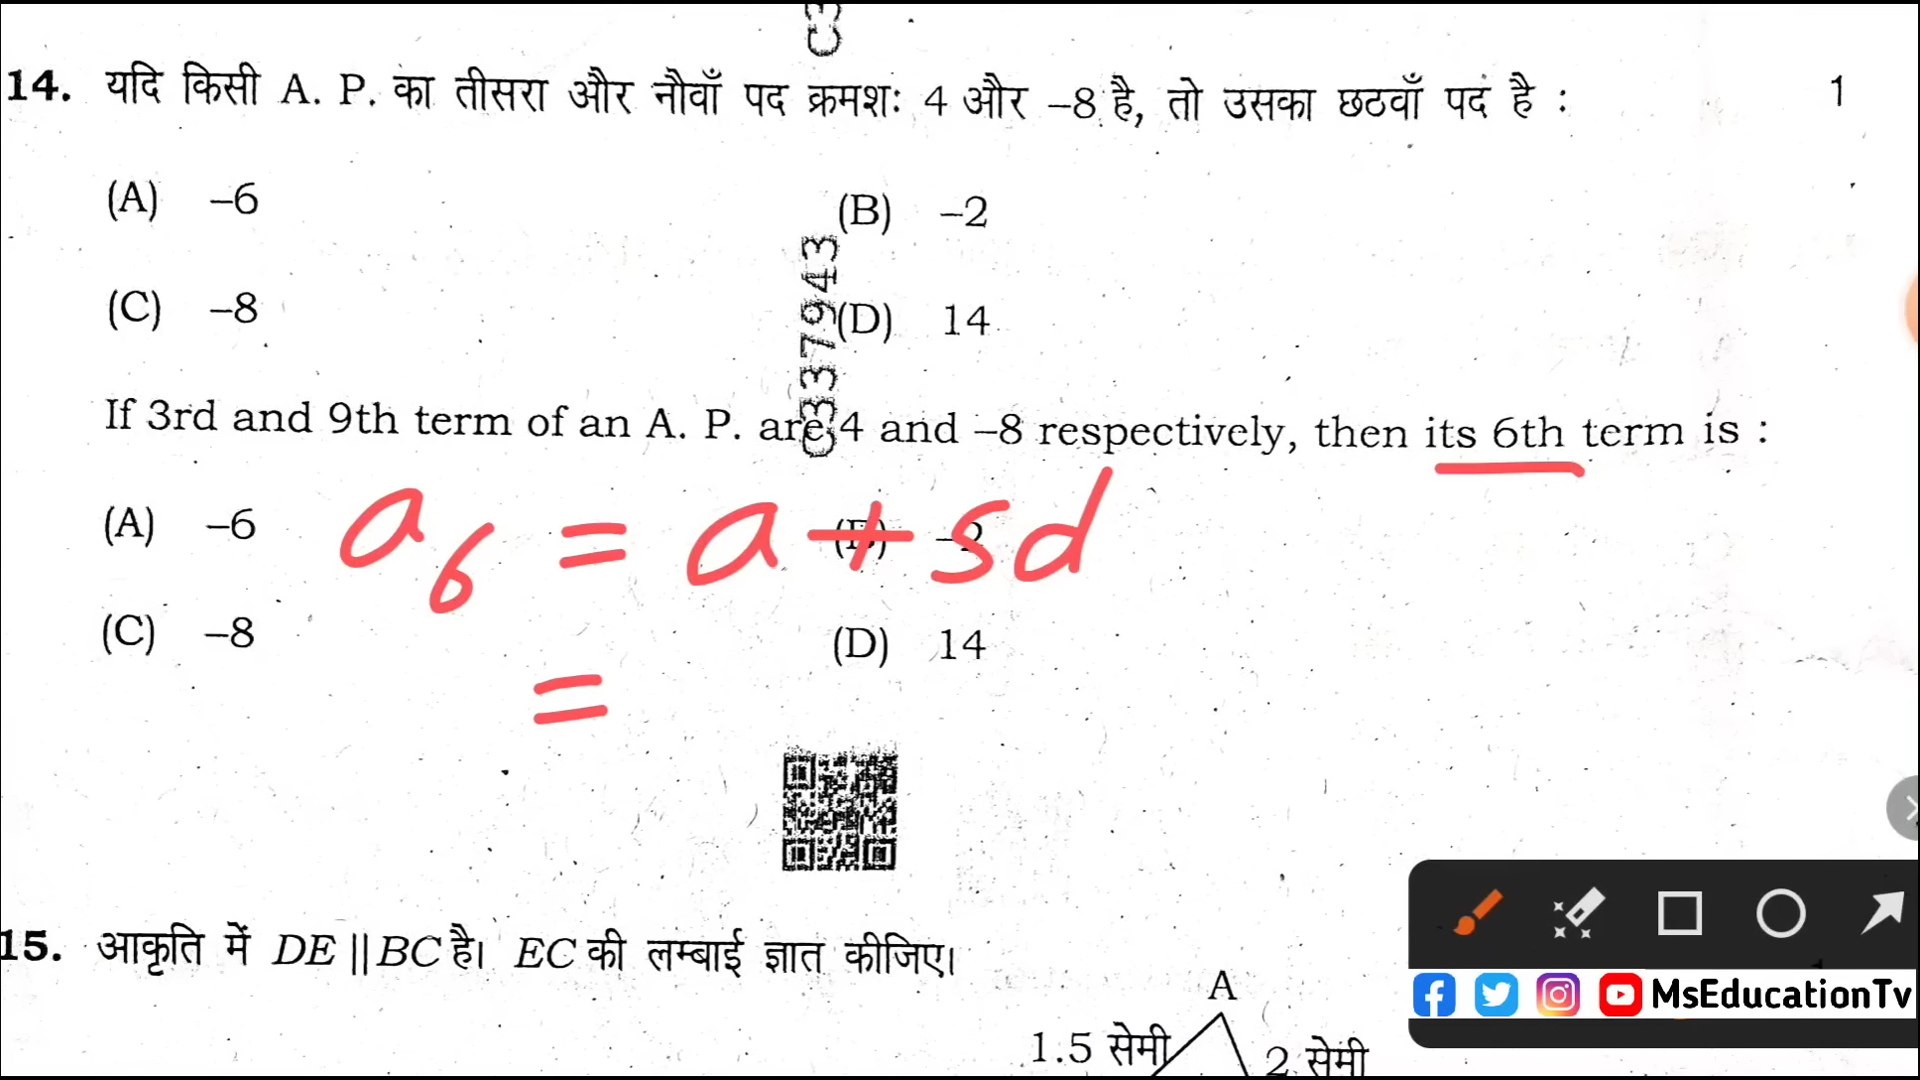 14. यदि किसी A. P. का तीसरा और नौवाँ पद क्रमशः 4 और –8 है, तो उसका छठवाँ पद है : 1
(A) –6 (B) –2
(C) –8 (D) 14
C3379943
If 3rd and 9th term of an A. P. are 4 and –8 respectively, then its 6th term is :
(A) –6 (B) –2
a6 = a + 5d
(C) –8 (D) 14
=
15. आकृति में DE || BC है। EC की लम्बाई ज्ञात कीजिए।
A
MsEducationTv
1.5 सेमी 2 सेमी